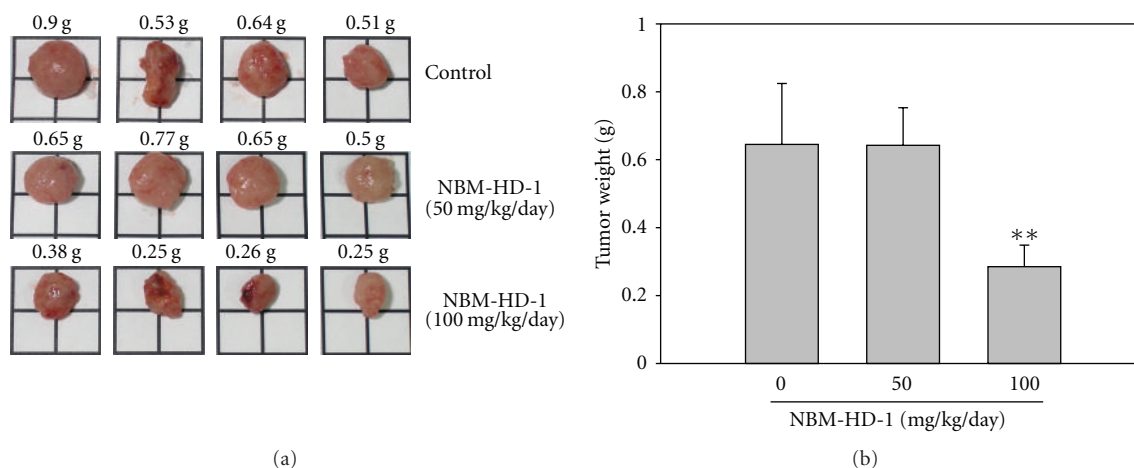 0.9 g 0.53 g 0.64 g 0.51 g
Control
0.65 g 0.77 g 0.65 g 0.5 g
NBM-HD-1
(50 mg/kg/day)
0.38 g 0.25 g 0.26 g 0.25 g
NBM-HD-1
(100 mg/kg/day)
(a)
1
0.8
0.6
0.4
0.2
0
Tumor weight (g)
**
0 50 100
NBM-HD-1 (mg/kg/day)
(b)